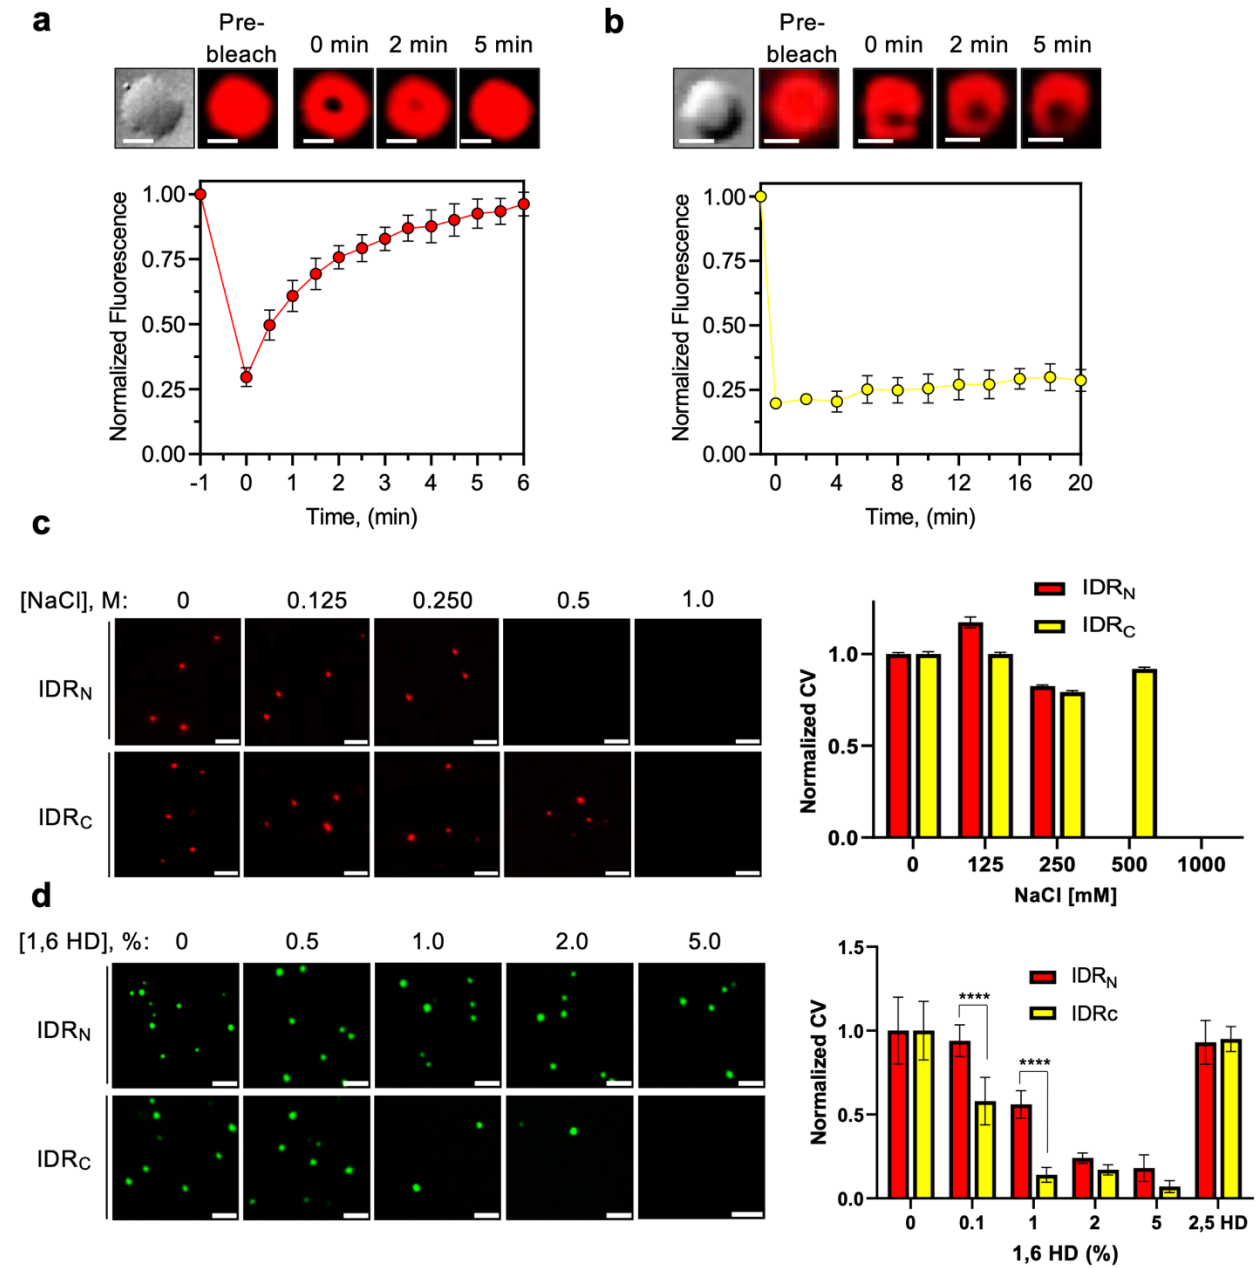 a
Pre-
bleach
0 min
2 min
5 min
Normalized Fluorescence
1.00
0.75
0.50
0.25
0.00
-1 0 1 2 3 4 5 6
Time, (min)
b
Pre-
bleach
0 min
2 min
5 min
Normalized Fluorescence
1.00
0.75
0.50
0.25
0.00
0 4 8 12 16 20
Time, (min)
c
[NaCl], M: 0 0.125 0.250 0.5 1.0
IDRN
IDRC
IDRN
IDRC
Normalized CV
1.0
0.5
0.0
0 125 250 500 1000
NaCl [mM]
d
[1,6 HD], %: 0 0.5 1.0 2.0 5.0
IDRN
IDRC
IDRN
IDRc
Normalized CV
1.5
1.0
0.5
0.0
****
****
0 0.1 1 2 5 2,5 HD
1,6 HD (%)